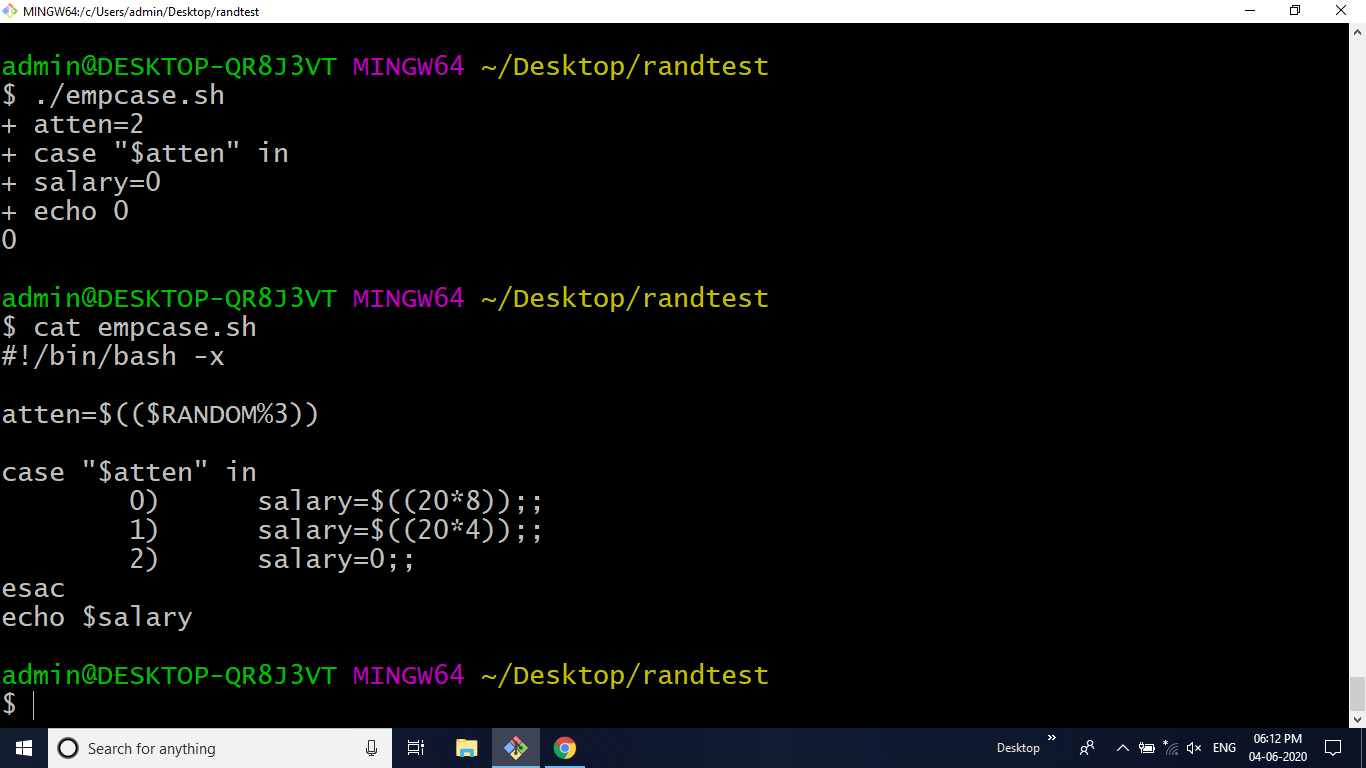 MINGW64:/c/Users/admin/Desktop/randtest
admin@DESKTOP-QR8J3VT MINGW64 ~/Desktop/randtest
$ ./empcase.sh
+ atten=2
+ case "$atten" in
+ salary=0
+ echo 0
0
admin@DESKTOP-QR8J3VT MINGW64 ~/Desktop/randtest
$ cat empcase.sh
#!/bin/bash -x
atten=$(($RANDOM%3))
case "$atten" in
0) salary=$((20*8));;
1) salary=$((20*4));;
2) salary=0;;
esac
echo $salary
admin@DESKTOP-QR8J3VT MINGW64 ~/Desktop/randtest
$
Search for anything
Desktop
ENG
06:12 PM
04-06-2020